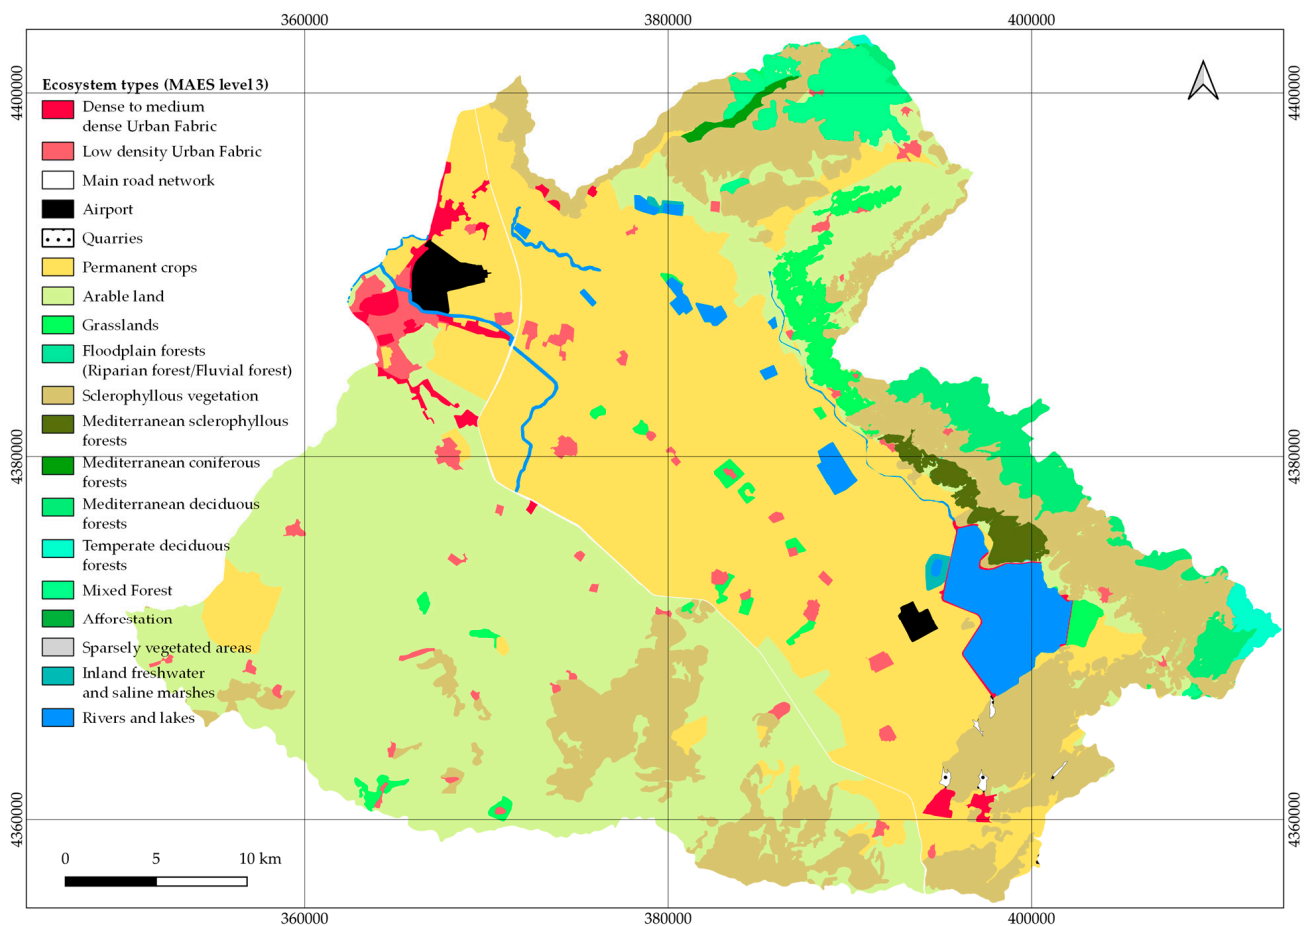 360000
380000
400000
4400000
4400000
Ecosystem types (MAES level 3)
Dense to medium
dense Urban Fabric
Low density Urban Fabric
Main road network
Airport
Quarries
Permanent crops
Arable land
Grasslands
Floodplain forests
(Riparian forest/Fluvial forest)
Sclerophyllous vegetation
Mediterranean sclerophyllous
forests
Mediterranean coniferous
forests
Mediterranean deciduous
forests
Temperate deciduous
forests
Mixed Forest
Afforestation
Sparsely vegetated areas
Inland freshwater
and saline marshes
Rivers and lakes
4380000
4380000
4360000
4360000
0
5
10 km
360000
380000
400000